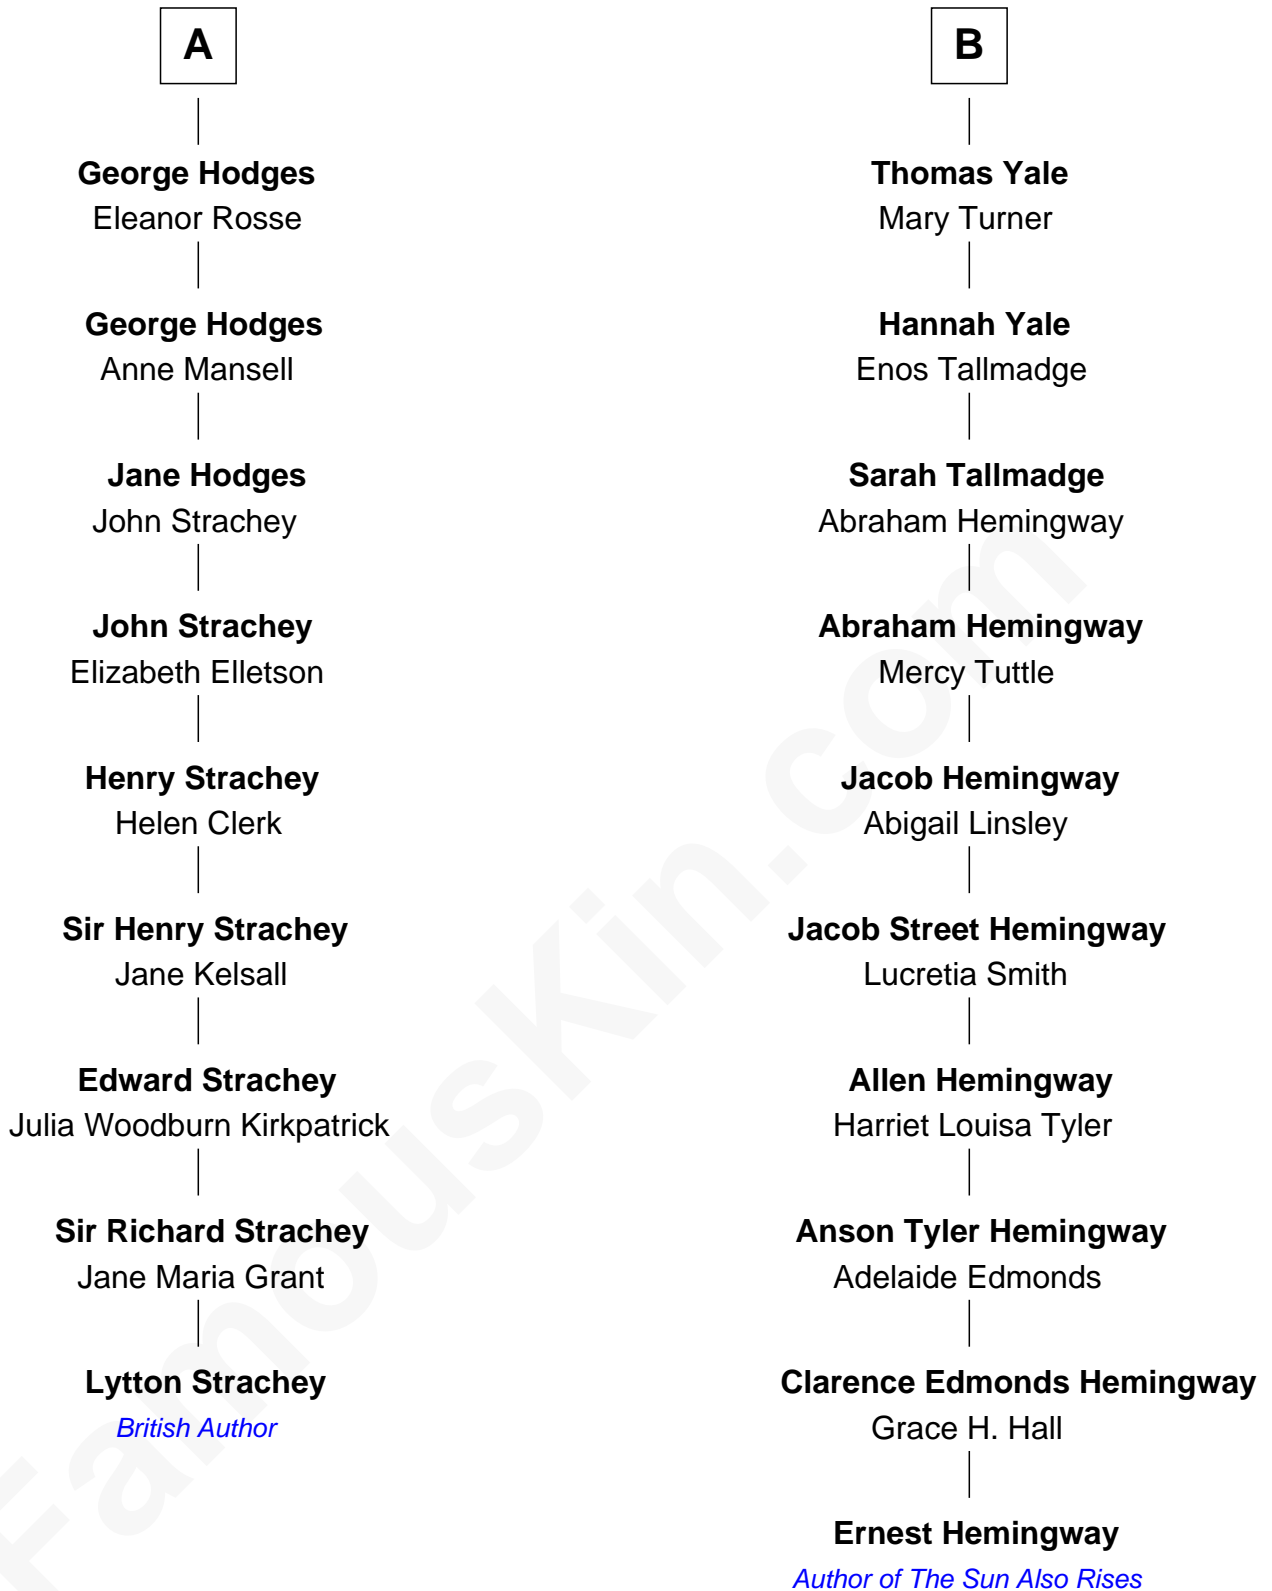 A
George Hodges
Eleanor Rosse
George Hodges
Anne Mansell
Jane Hodges
John Strachey
John Strachey
Elizabeth Elletson
Henry Strachey
Helen Clerk
Sir Henry Strachey
Jane Kelsall
Edward Strachey
Julia Woodburn Kirkpatrick
Sir Richard Strachey
Jane Maria Grant
Lytton Strachey
British Author
B
Thomas Yale
Mary Turner
Hannah Yale
Enos Tallmadge
Sarah Tallmadge
Abraham Hemingway
Abraham Hemingway
Mercy Tuttle
Jacob Hemingway
Abigail Linsley
Jacob Street Hemingway
Lucretia Smith
Allen Hemingway
Harriet Louisa Tyler
Anson Tyler Hemingway
Adelaide Edmonds
Clarence Edmonds Hemingway
Grace H. Hall
Ernest Hemingway
Author of The Sun Also Rises
FamousKin.com